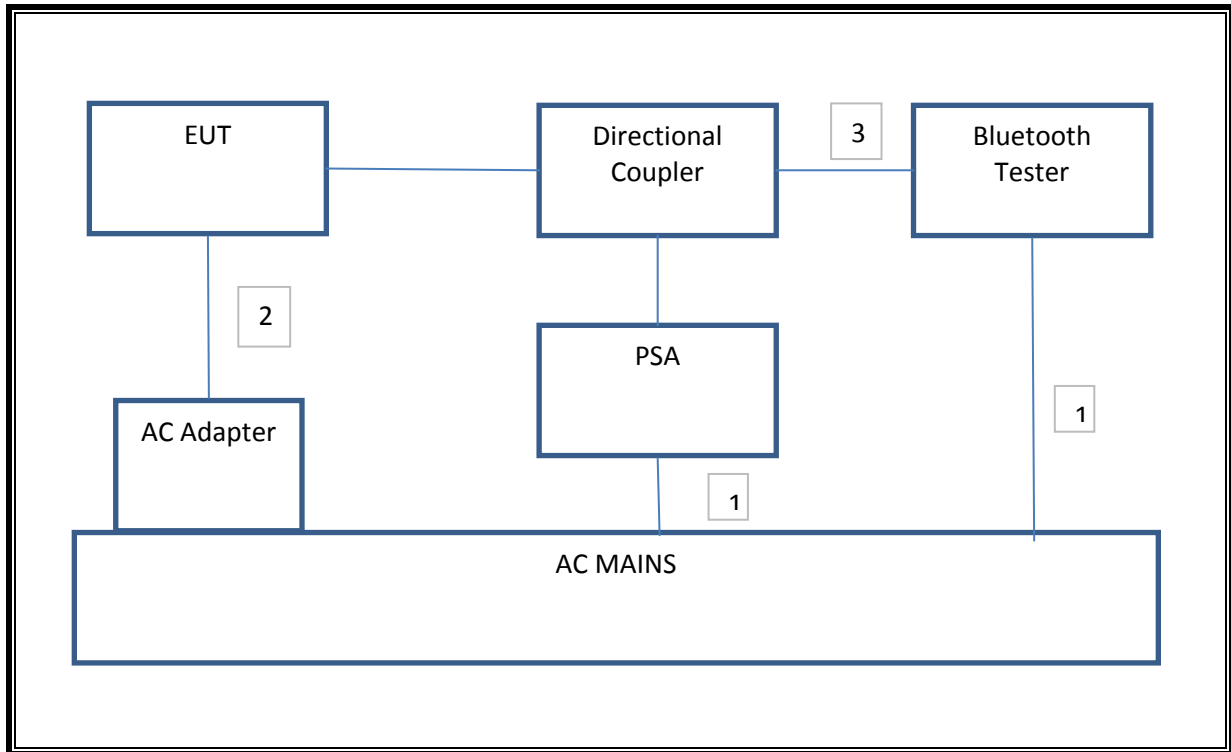 EUT
Directional
Coupler
3
Bluetooth
Tester
2
PSA
1
AC Adapter
1
AC MAINS